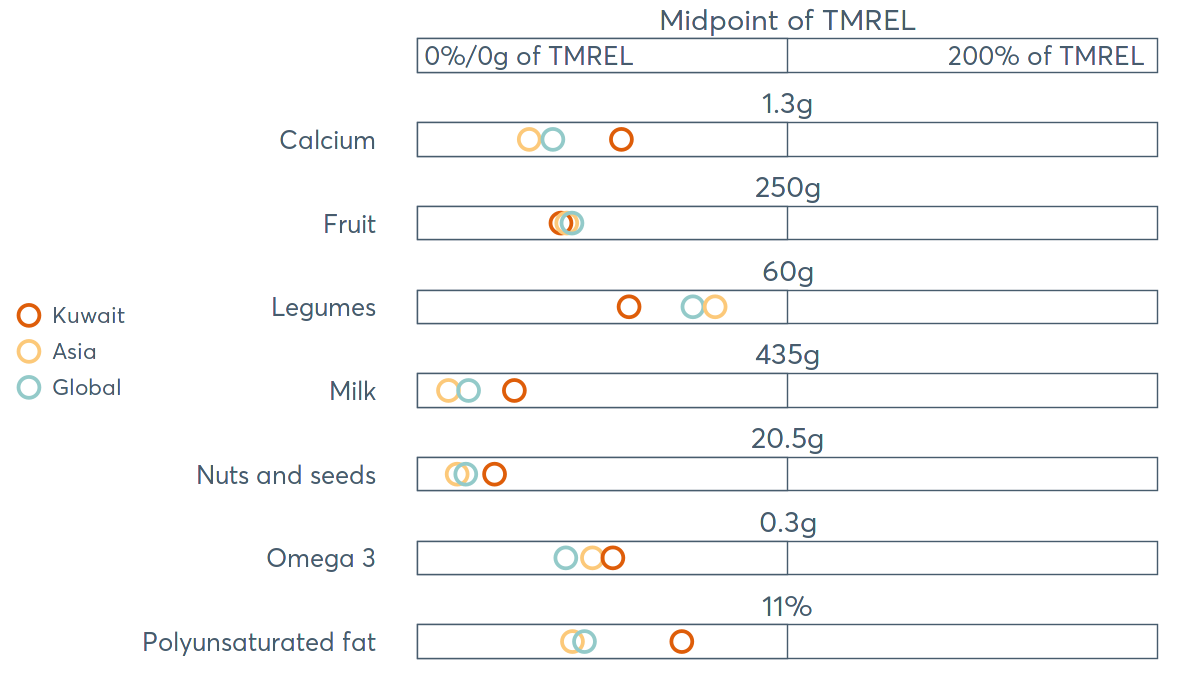 Midpoint of TMREL
0%/0g of TMREL
200% of TMREL
1.3g
Calcium
250g
Fruit
60g
Legumes
435g
Milk
20.5g
Nuts and seeds
0.3g
Omega 3
11%
Polyunsaturated fat
Kuwait
Asia
Global